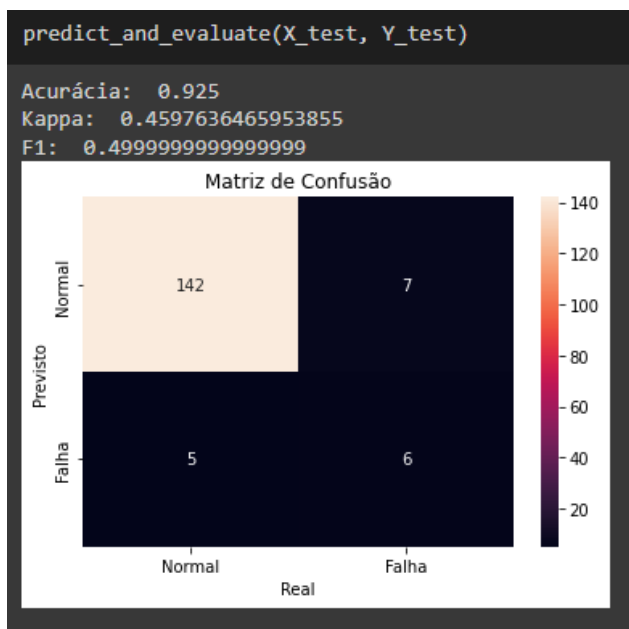 predict_and_evaluate(X_test, Y_test)
Acurácia: 0.925
Kappa: 0.4597636465953855
F1: 0.4999999999999999
Matriz de Confusão
Normal
142
7
140
120
100
80
60
40
20
Previsto
Falha
5
6
Normal
Falha
Real